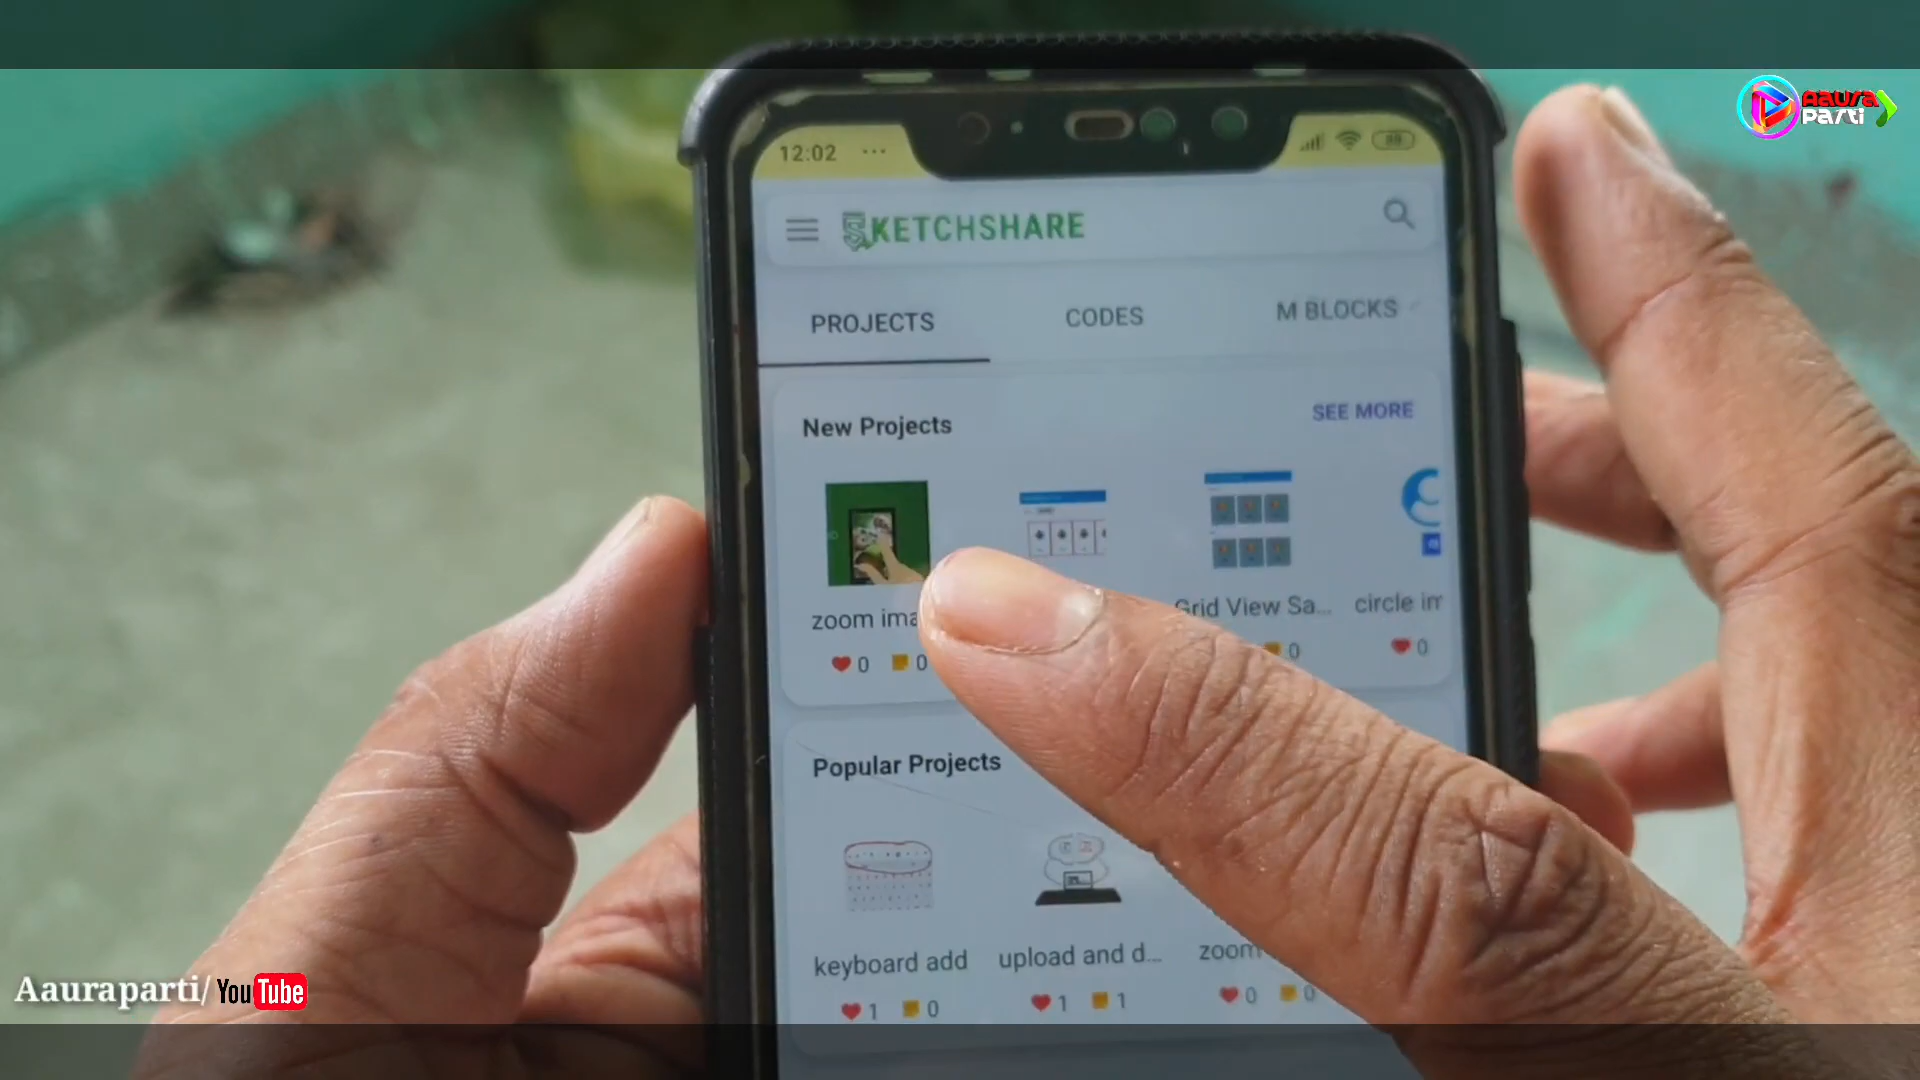 Aaura
Parti
12:02
KETCHSHARE
PROJECTS CODES M BLOCKS
New Projects SEE MORE
zoom ima
Grid View Sa... circle im
0 0 0 0
Popular Projects
keyboard add upload and d... zoom
1 0 1 1 0 0
Aauraparti/YouTube